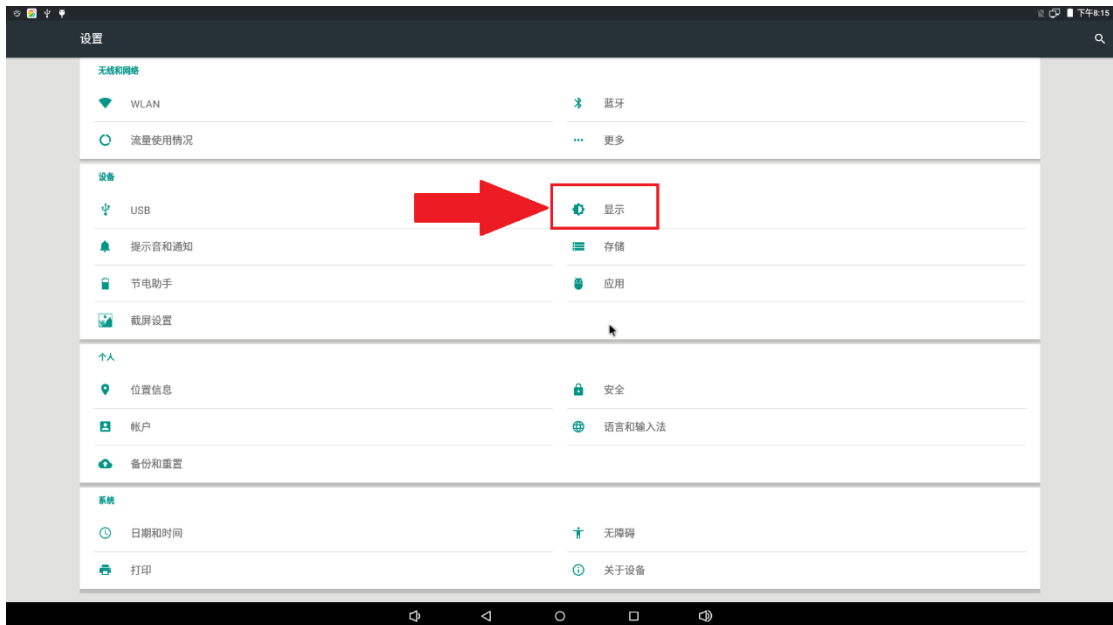 下午8:15
设置
无线和网络
WLAN
蓝牙
流量使用情况
更多
设备
USB
显示
提示音和通知
存储
节电助手
应用
截屏设置
个人
位置信息
安全
帐户
语言和输入法
备份和重置
系统
日期和时间
无障碍
打印
关于设备